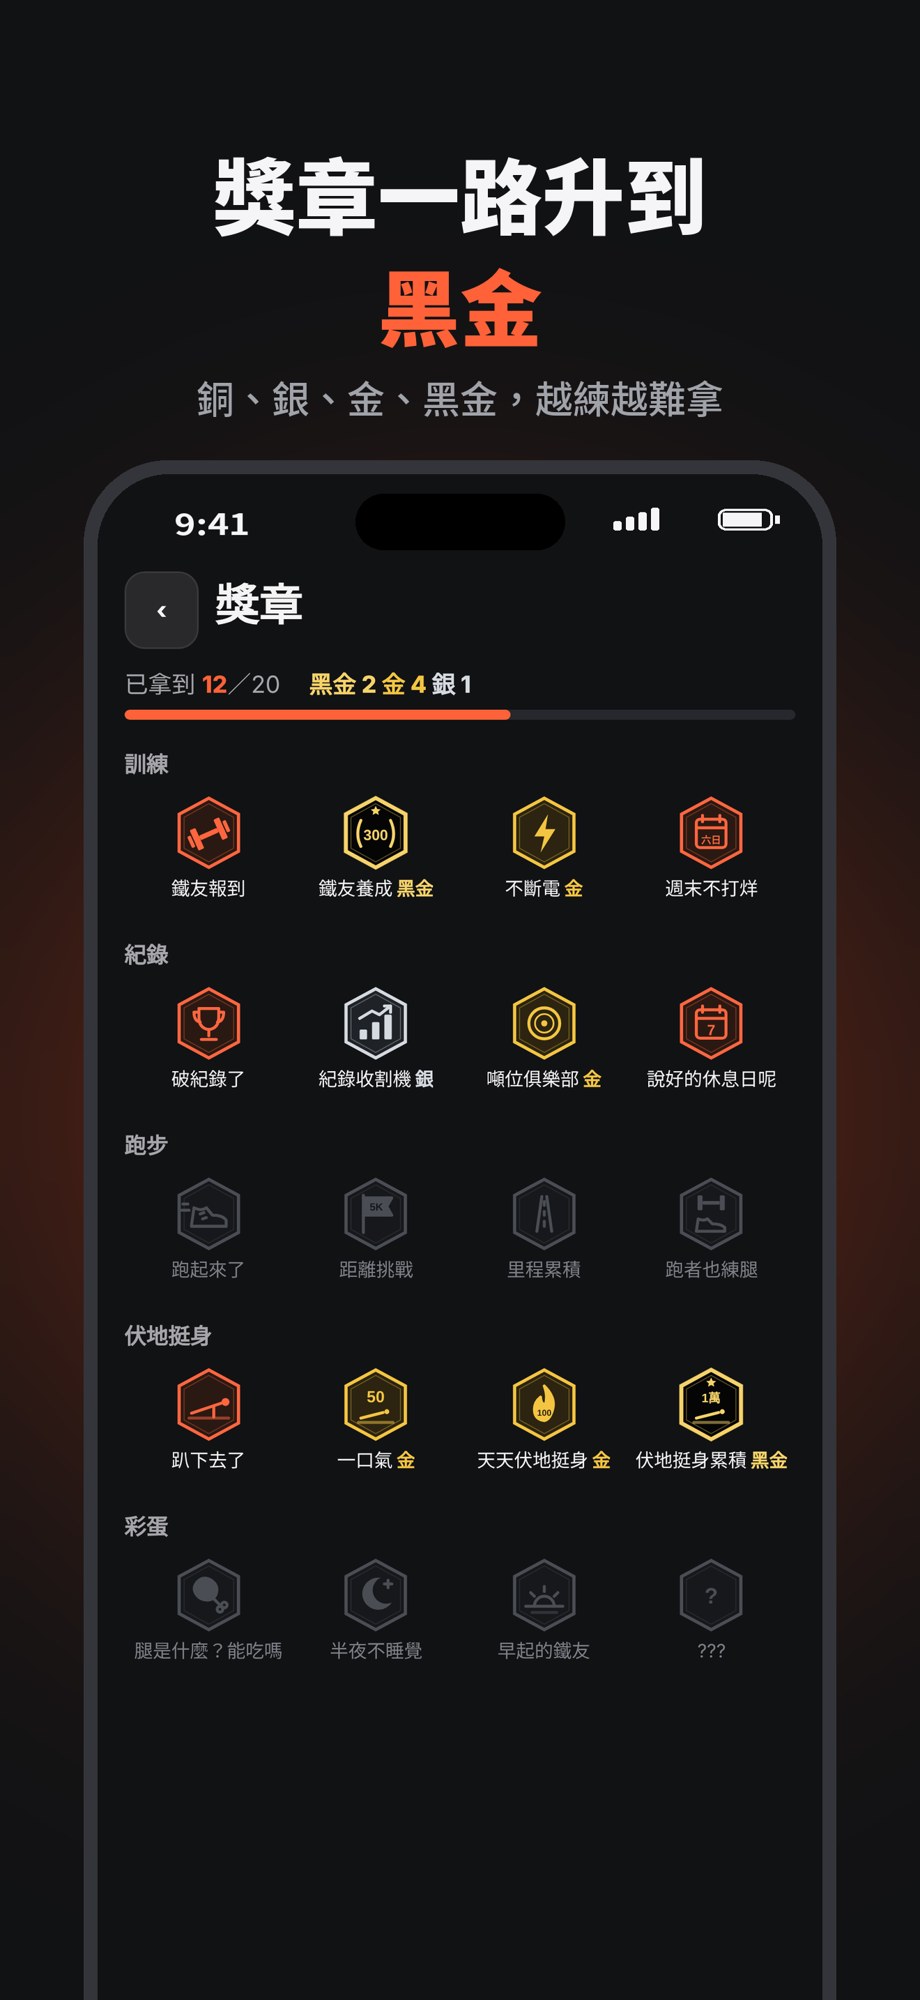 獎章一路升到
黑金
銅、銀、金、黑金，越練越難拿
9:41
‹ 獎章
已拿到 12／20 黑金 2 金 4 銀 1
訓練
300 六日
鐵友報到 鐵友養成 黑金 不斷電 金 週末不打烊
紀錄
7
破紀錄了 紀錄收割機 銀 噸位俱樂部 金 說好的休息日呢
跑步
5K
跑起來了 距離挑戰 里程累積 跑者也練腿
伏地挺身
50 100 1萬
趴下去了 一口氣 金 天天伏地挺身 金 伏地挺身累積 黑金
彩蛋
?
腿是什麼？能吃嗎 半夜不睡覺 早起的鐵友 ???